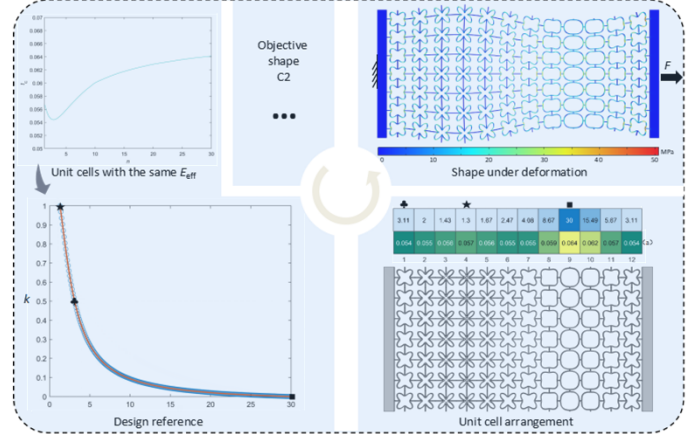 0.07
0.068
0.066
0.064
0.062
0.06
0.058
0.056
0.054
0.052
0.05
5 10 15 20 25 30
n
Unit cells with the same Eeff
Objective
shape
C2
•••
F
0 10 20 30 40 50 MPa
Shape under deformation
1
0.9
0.8
0.7
0.6
0.5
0.4
0.3
0.2
0.1
0
k
5 10 15 20 25 30
Design reference
3.11 2 1.43 1.3 1.67 2.47 4.08 8.67 30 15.49 5.67 3.11
0.054 0.055 0.056 0.057 0.056 0.055 0.055 0.059 0.064 0.062 0.057 0.054
1 2 3 4 5 6 7 8 9 10 11 12
Unit cell arrangement